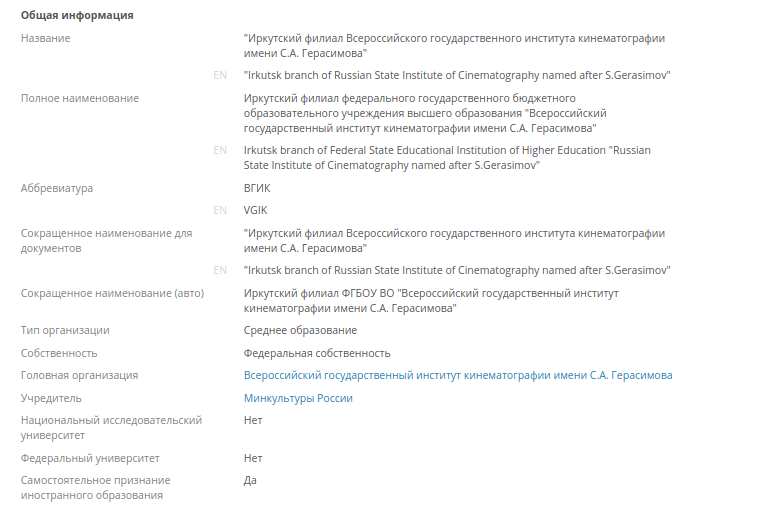 Общая информация
Название
"Иркутский филиал Всероссийского государственного института кинематографии
имени С.А. Герасимова"
EN
"Irkutsk branch of Russian State Institute of Cinematography named after S.Gerasimov"
Полное наименование
Иркутский филиал федерального государственного бюджетного
образовательного учреждения высшего образования "Всероссийский
государственный институт кинематографии имени С.А. Герасимова"
EN
Irkutsk branch of Federal State Educational Institution of Higher Education "Russian
State Institute of Cinematography named after S.Gerasimov"
Аббревиатура
ВГИК
EN
VGIK
Сокращенное наименование для
документов
"Иркутский филиал Всероссийского государственного института кинематографии
имени С.А. Герасимова"
EN
"Irkutsk branch of Russian State Institute of Cinematography named after S.Gerasimov"
Сокращенное наименование (авто)
Иркутский филиал ФГБОУ ВО "Всероссийский государственный институт
кинематографии имени С.А. Герасимова"
Тип организации
Среднее образование
Собственность
Федеральная собственность
Головная организация
Всероссийский государственный институт кинематографии имени С.А. Герасимова
Учредитель
Минкультуры России
Национальный исследовательский
университет
Нет
Федеральный университет
Нет
Самостоятельное признание
иностранного образования
Да